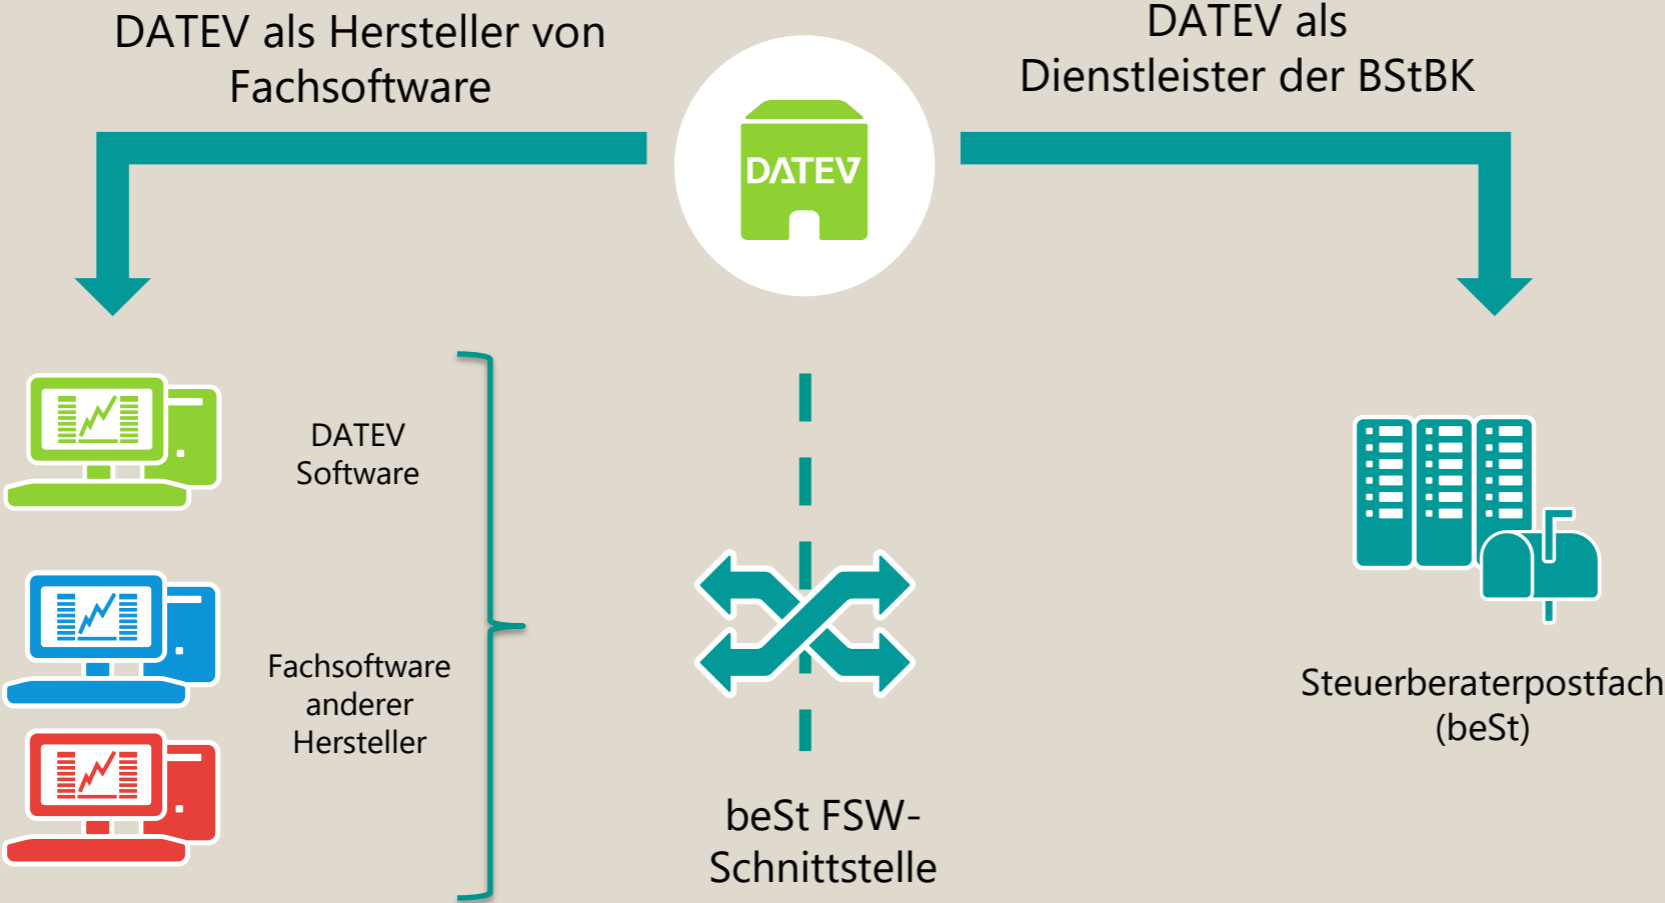 DATEV als Hersteller von
Fachsoftware
DATEV als
Dienstleister der BStBK
DATEV
DATEV
Software
Fachsoftware
anderer
Hersteller
beSt FSW-
Schnittstelle
Steuerberaterpostfach
(beSt)